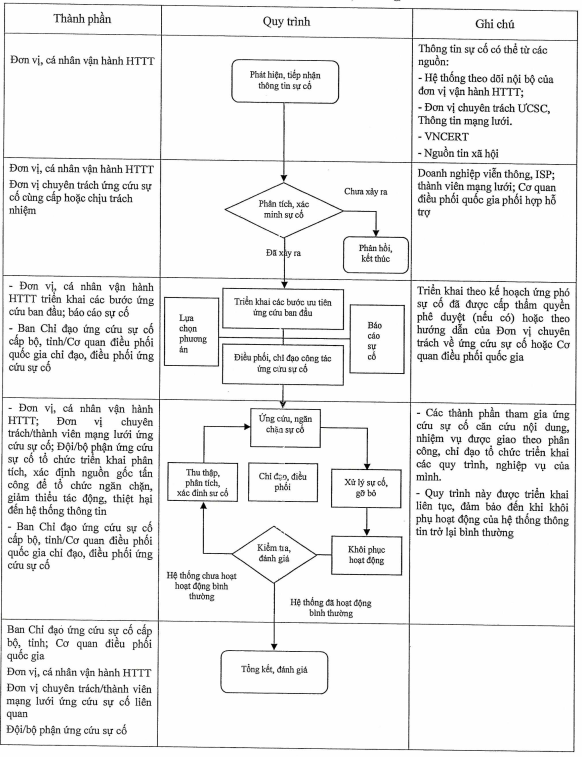 Thành phần
Quy trình
Ghi chú
Đơn vị, cá nhân vận hành HTTT
Phát hiện, tiếp nhận
thông tin sự cố
Thông tin sự cố có thể từ các
nguồn:
- Hệ thống theo dõi nội bộ của
đơn vị vận hành HTTT;
- Đơn vị chuyên trách ƯCSC,
Thông tin mạng lưới.
- VNCERT
- Nguồn tin xã hội
Đơn vị, cá nhân vận hành HTTT
Đơn vị chuyên trách ứng cứu sự
cố cùng cấp hoặc chịu trách
nhiệm
Phân tích, xác
minh sự cố
Chưa xảy ra
Phản hồi,
kết thúc
Đã xảy ra
Doanh nghiệp viễn thông, ISP;
thành viên mạng lưới; Cơ quan
điều phối quốc gia phối hợp hỗ
trợ
- Đơn vị, cá nhân vận hành
HTTT triển khai các bước ứng
cứu ban đầu; báo cáo sự cố
- Ban Chỉ đạo ứng cứu sự cố
cấp bộ, tỉnh/Cơ quan điều phối
quốc gia chỉ đạo, điều phối ứng
cứu sự cố
Triển khai các bước ưu tiên
ứng cứu ban đầu
Lựa
chọn
phương
án
Báo
cáo
sự
cố
Điều phối, chỉ đạo công tác
ứng cứu sự cố
Triển khai theo kế hoạch ứng phó
sự cố đã được cấp thẩm quyền
phê duyệt (nếu có) hoặc theo
hướng dẫn của Đơn vị chuyên
trách về ứng cứu sự cố hoặc Cơ
quan điều phối quốc gia
- Đơn vị, cá nhân vận hành
HTTT; Đơn vị chuyên
trách/thành viên mạng lưới ứng
cứu sự cố; Đội/bộ phận ứng cứu
sự cố tổ chức triển khai phân
tích, xác định nguồn gốc tấn
công để tổ chức ngăn chặn,
giảm thiểu tác động, thiệt hại
đến hệ thống thông tin
- Ban Chỉ đạo ứng cứu sự cố
cấp bộ, tỉnh/Cơ quan điều phối
quốc gia chỉ đạo, điều phối ứng
cứu sự cố
Ứng cứu, ngăn
chặn sự cố
Thu thập,
phân tích,
xác định sự cố
Chỉ đạo, điều
phối
Xử lý sự cố,
gỡ bỏ
Kiểm tra,
đánh giá
Khôi phục
hoạt động
Hệ thống chưa hoạt
hoạt động bình
thường
Hệ thống đã hoạt động
bình thường
- Các thành phần tham gia ứng
cứu sự cố căn cứu nội dung,
nhiệm vụ được giao theo phân
công, chỉ đạo tổ chức triển khai
các quy trình, nghiệp vụ của
mình.
- Quy trình này được triển khai
liên tục, đảm bảo đến khi khôi
phụ hoạt động của hệ thống thông
tin trở lại bình thường
Ban Chỉ đạo ứng cứu sự cố cấp
bộ, tỉnh; Cơ quan điều phối
quốc gia
Đơn vị, cá nhân vận hành HTTT
Đơn vị chuyên trách/thành viên
mạng lưới ứng cứu sự cố liên
quan
Đội/bộ phận ứng cứu sự cố
Tổng kết, đánh giá